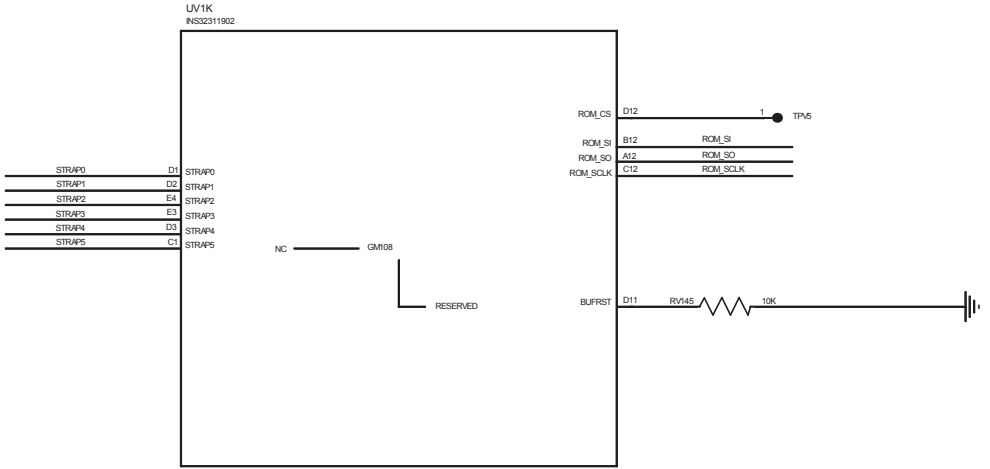 UV1K
INS32311902
ROM_CS D12 1 TPV5
ROM_SI B12 ROM_SI
ROM_SO A12 ROM_SO
ROM_SCLK C12 ROM_SCLK
STRAP0 D1 STRAP0
STRAP1 D2 STRAP1
STRAP2 E4 STRAP2
STRAP3 E3 STRAP3
STRAP4 D3 STRAP4
STRAP5 C1 STRAP5
NC GM108
RESERVED
BUFRST D11 RV145 10K